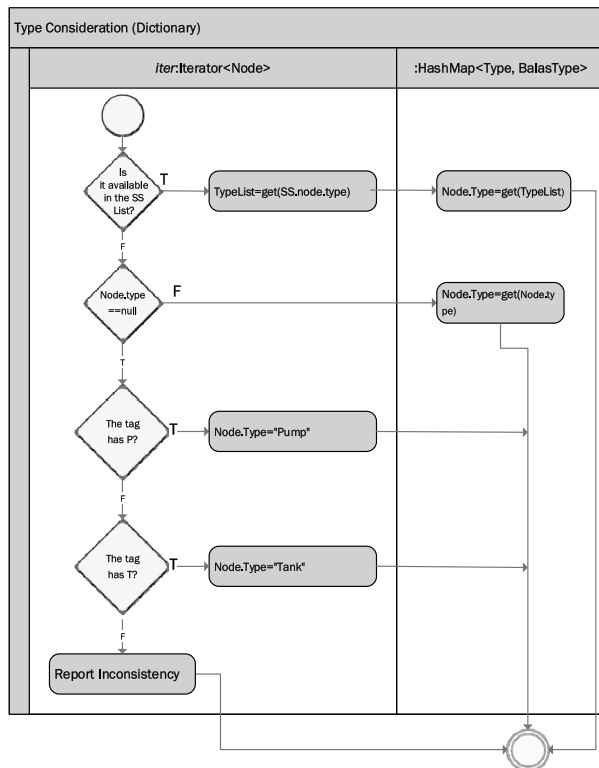 Type Consideration (Dictionary)
iter:Iterator<Node>
:HashMap<Type, BalasType>
Is
it available
in the SS
List?
T
TypeList=get(SS.node.type)
Node.Type=get(TypeList)
F
Node.type
==null
F
Node.Type=get(Node.ty
pe)
T
The tag
has P?
T
Node.Type="Pump"
F
The tag
has T?
T
Node.Type="Tank"
F
Report Inconsistency